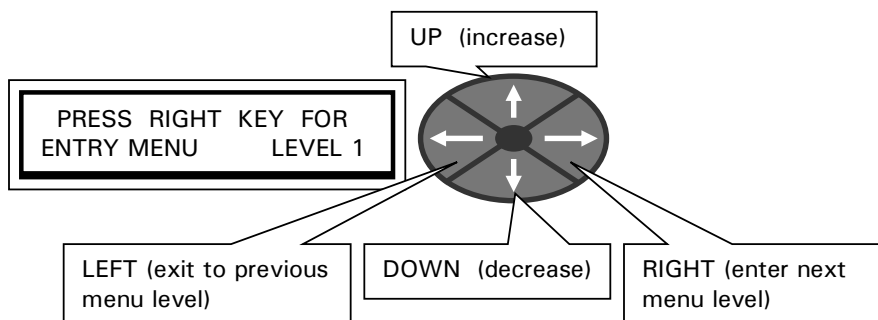 UP (increase)
PRESS RIGHT KEY FOR
ENTRY MENU LEVEL 1
LEFT (exit to previous
menu level)
DOWN (decrease)
RIGHT (enter next
menu level)